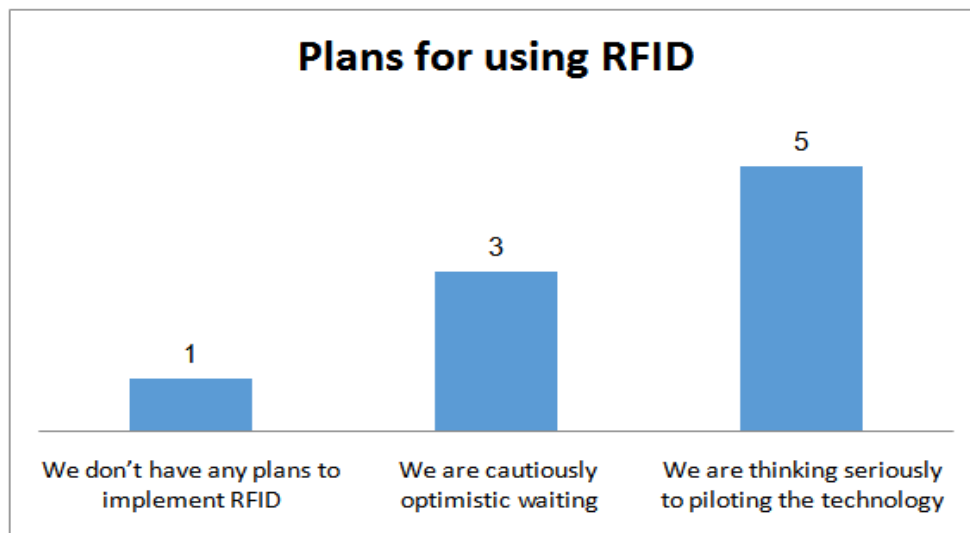 Plans for using RFID
5
3
1
We don’t have any plans to
implement RFID
We are cautiously
optimistic waiting
We are thinking seriously
to piloting the technology